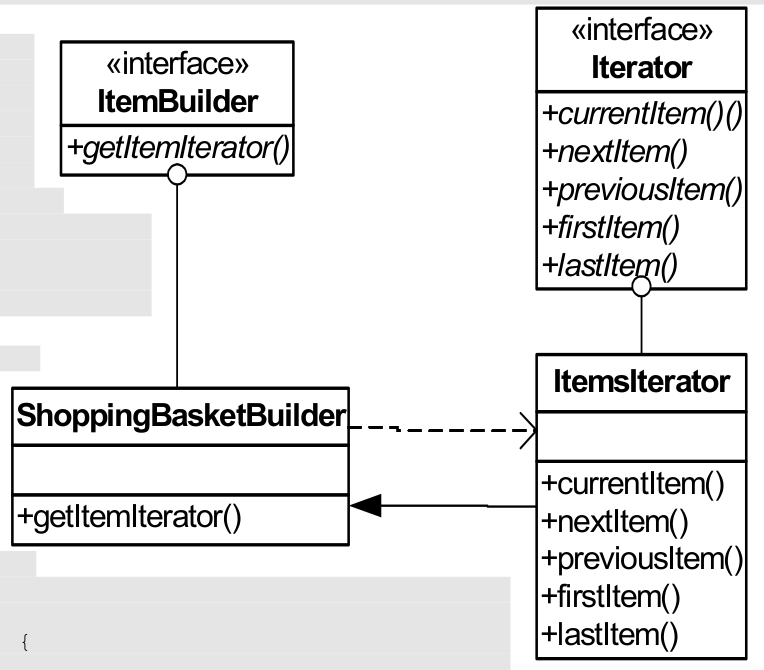 «interface»
ItemBuilder
+getItemIterator()
«interface»
Iterator
+currentItem()()
+nextItem()
+previousItem()
+firstItem()
+lastItem()
ShoppingBasketBuilder
+getItemIterator()
ItemsIterator
+currentItem()
+nextItem()
+previousItem()
+firstItem()
+lastItem()
{